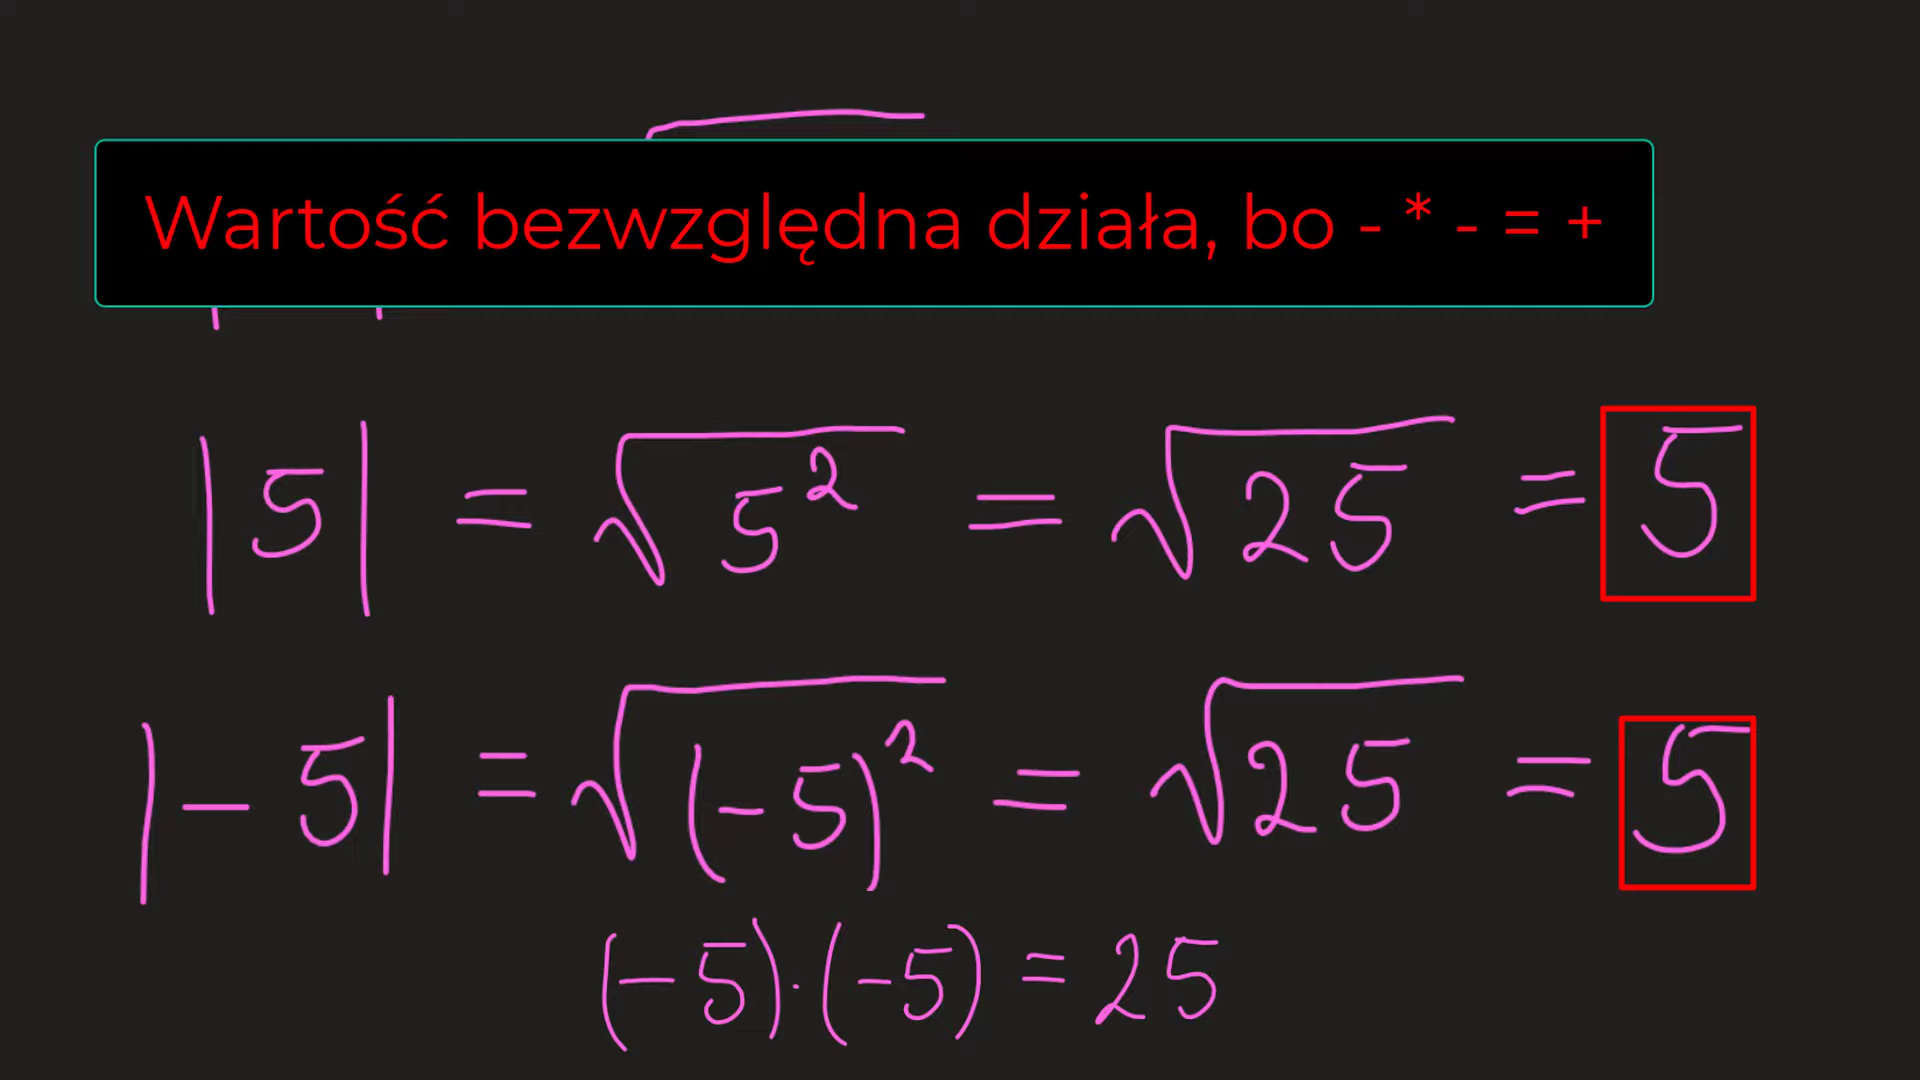 Wartość bezwzględna działa, bo - * - = +
|5| = √5² = √25 = 5
|-5| = √(-5)² = √25 = 5
(-5)·(-5) = 25